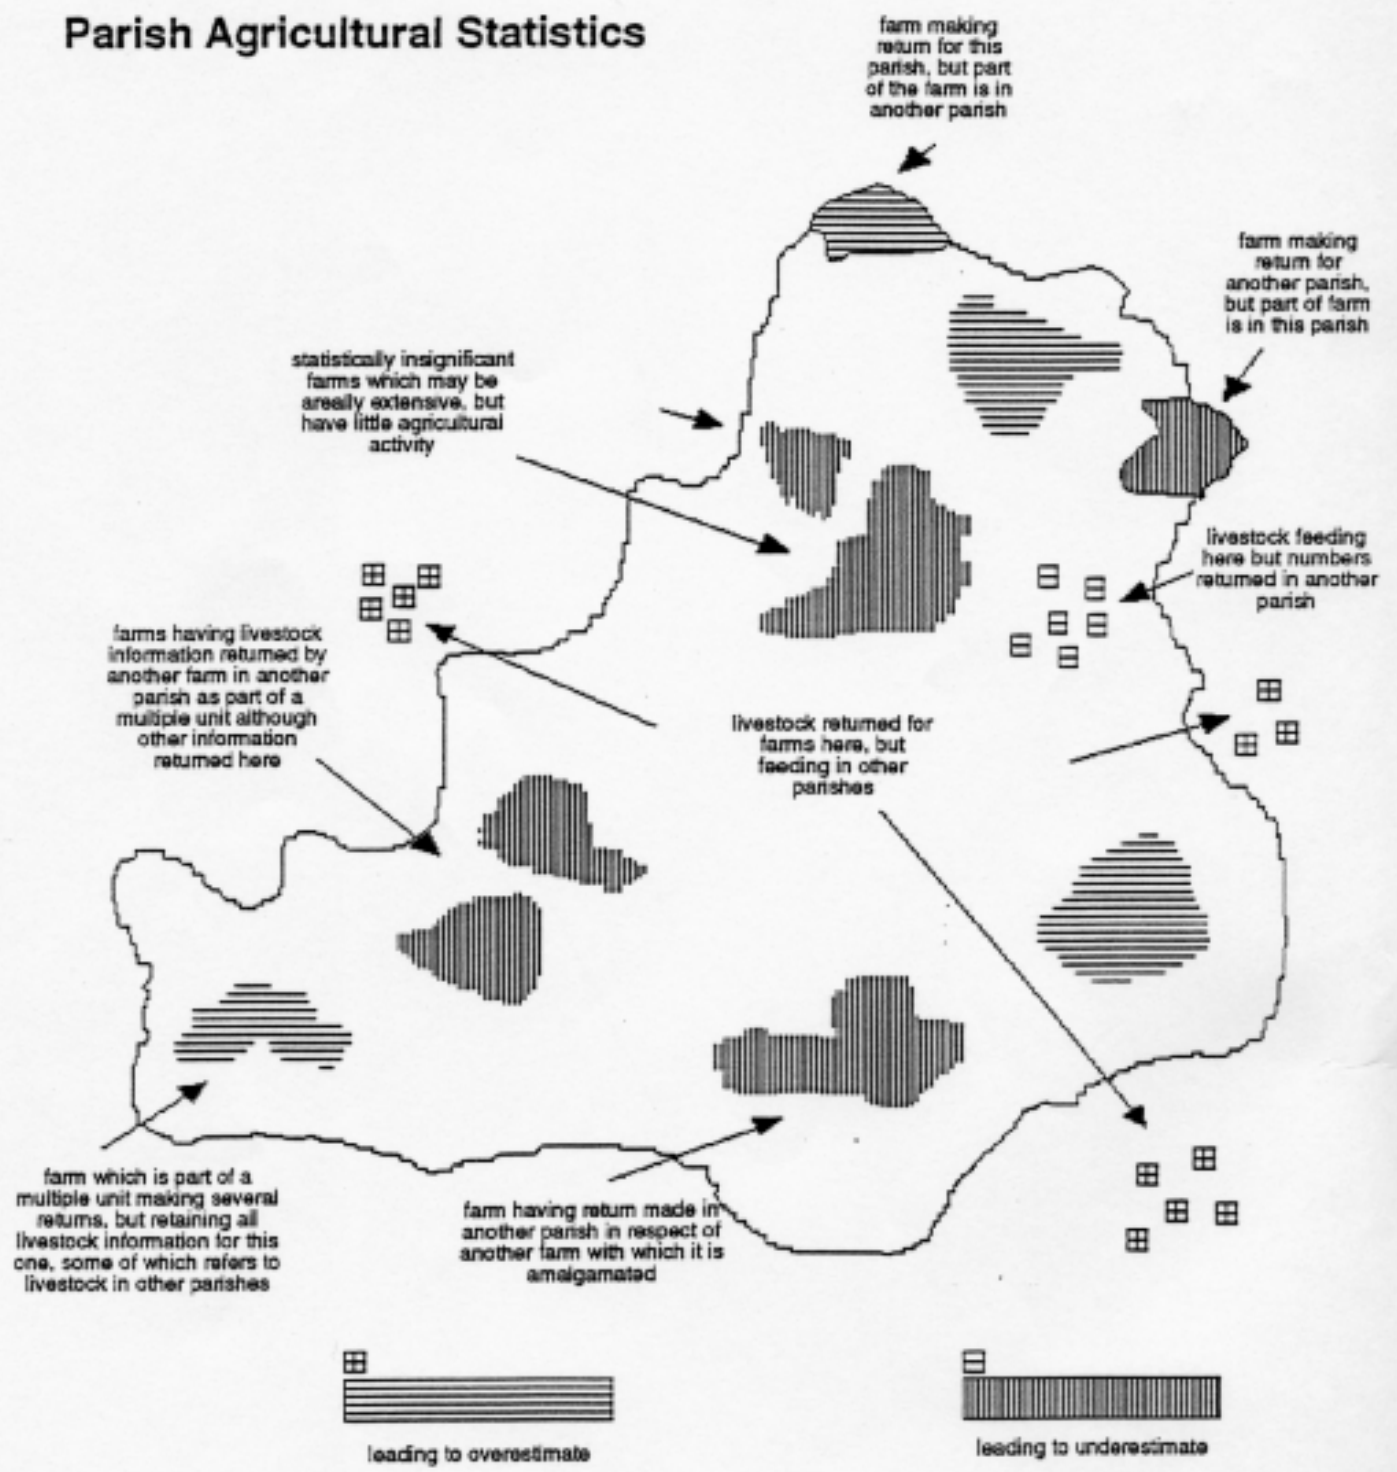 Parish Agricultural Statistics
farm making
return for this
parish, but part
of the farm is in
another parish
farm making
return for
another parish,
but part of farm
is in this parish
statistically insignificant
farms which may be
areally extensive, but
have little agricultural
activity
livestock feeding
here but numbers
returned in another
parish
farms having livestock
information returned by
another farm in another
parish as part of a
multiple unit although
other information
returned here
livestock returned for
farms here, but
feeding in other
parishes
farm which is part of a
multiple unit making several
returns, but retaining all
livestock information for this
one, some of which refers to
livestock in other parishes
farm having return made in
another parish in respect of
another farm with which it is
amalgamated
leading to overestimate
leading to underestimate